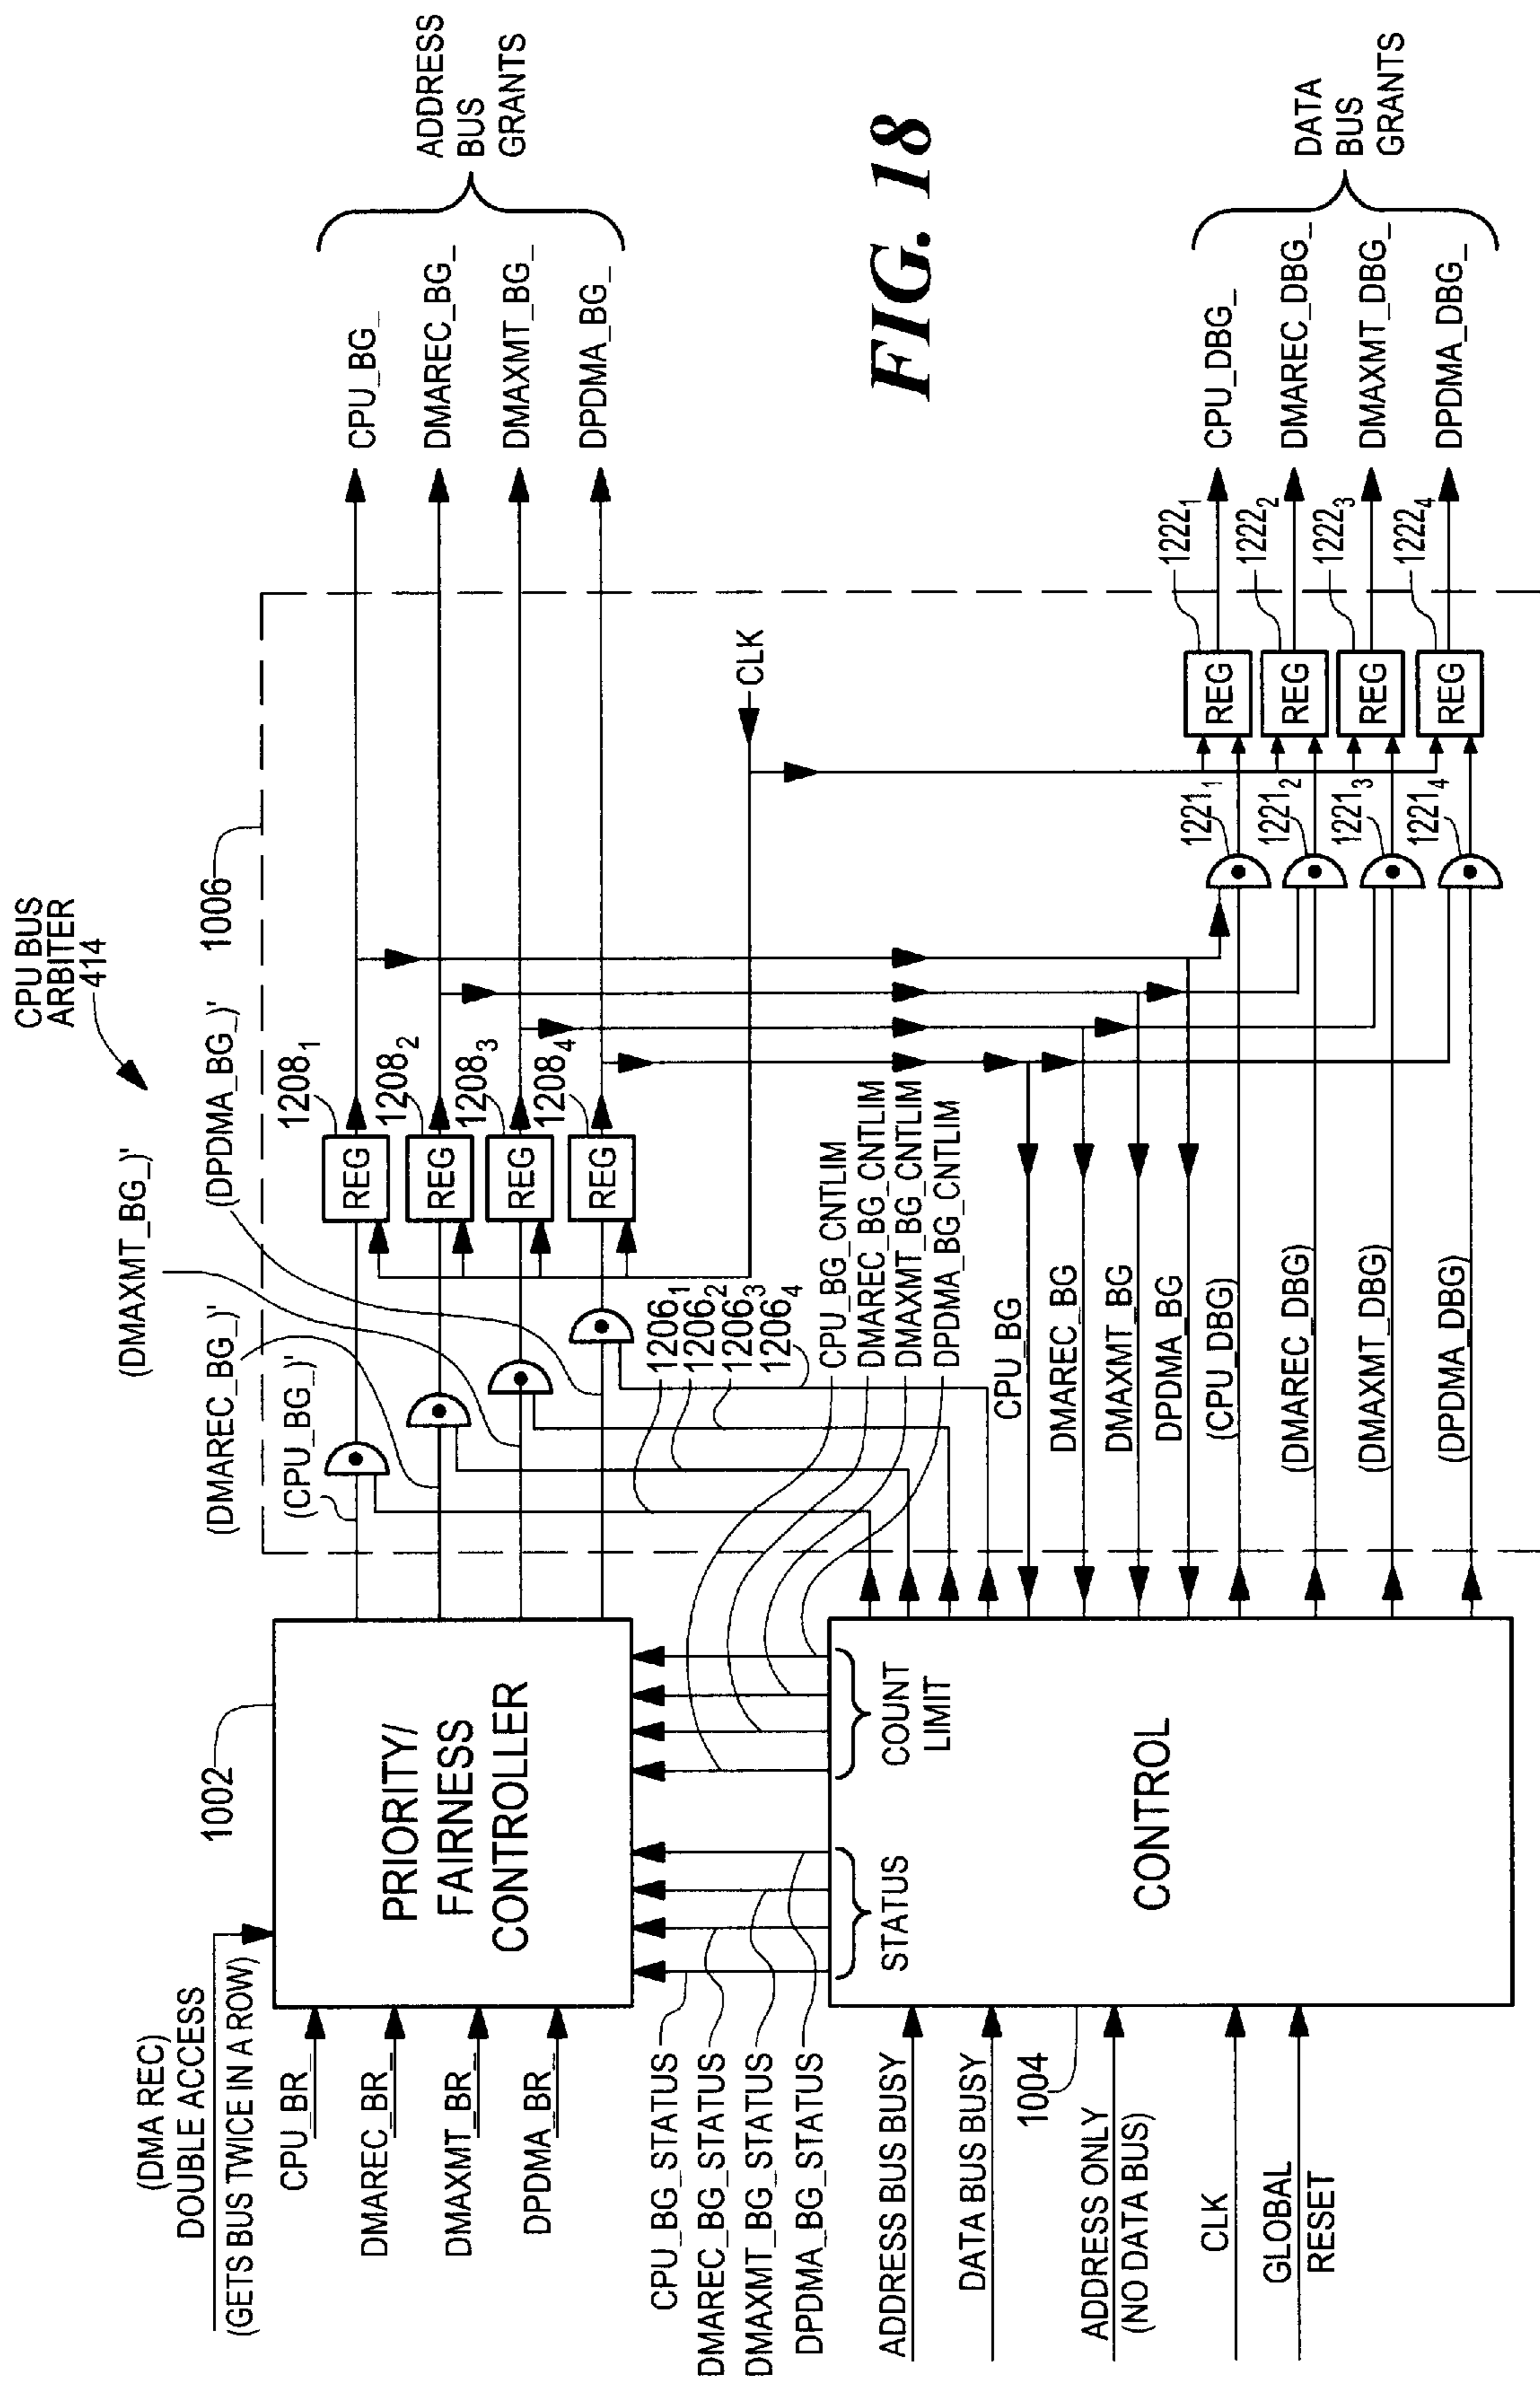 CPU BUS
ARBITER
414
1006
(DMA REC)
DOUBLE ACCESS
(GETS BUS TWICE IN A ROW)
CPU_BR_
DMAREC_BR_
DMAXMT_BR_
DPDMA_BR_
1002
PRIORITY/
FAIRNESS
CONTROLLER
(DMAREC_BG_)'
(CPU_BG_)'
(DMAXMT_BG_)'
(DPDMA_BG_)'
1208₁
1208₂
1208₃
1208₄
REG
REG
REG
REG
CPU_BG_
DMAREC_BG_
DMAXMT_BG_
DPDMA_BG_
ADDRESS
BUS
GRANTS
1206₁
1206₂
1206₃
1206₄
CPU_BG_CNTLIM
DMAREC_BG_CNTLIM
DMAXMT_BG_CNTLIM
DPDMA_BG_CNTLIM
CLK
CPU_BG_STATUS
DMAREC_BG_STATUS
DMAXMT_BG_STATUS
DPDMA_BG_STATUS
STATUS
COUNT
LIMIT
ADDRESS BUS BUSY
DATA BUS BUSY
1004
ADDRESS ONLY
(NO DATA BUS)
CLK
GLOBAL
RESET
CONTROL
CPU_BG
DMAREC_BG
DMAXMT_BG
DPDMA_BG
(CPU_DBG)
(DMAREC_DBG)
(DMAXMT_DBG)
(DPDMA_DBG)
1221₁
1221₂
1221₃
1221₄
REG
REG
REG
REG
1222₁
1222₂
1222₃
1222₄
CPU_DBG_
DMAREC_DBG_
DMAXMT_DBG_
DPDMA_DBG_
DATA
BUS
GRANTS
FIG. 18